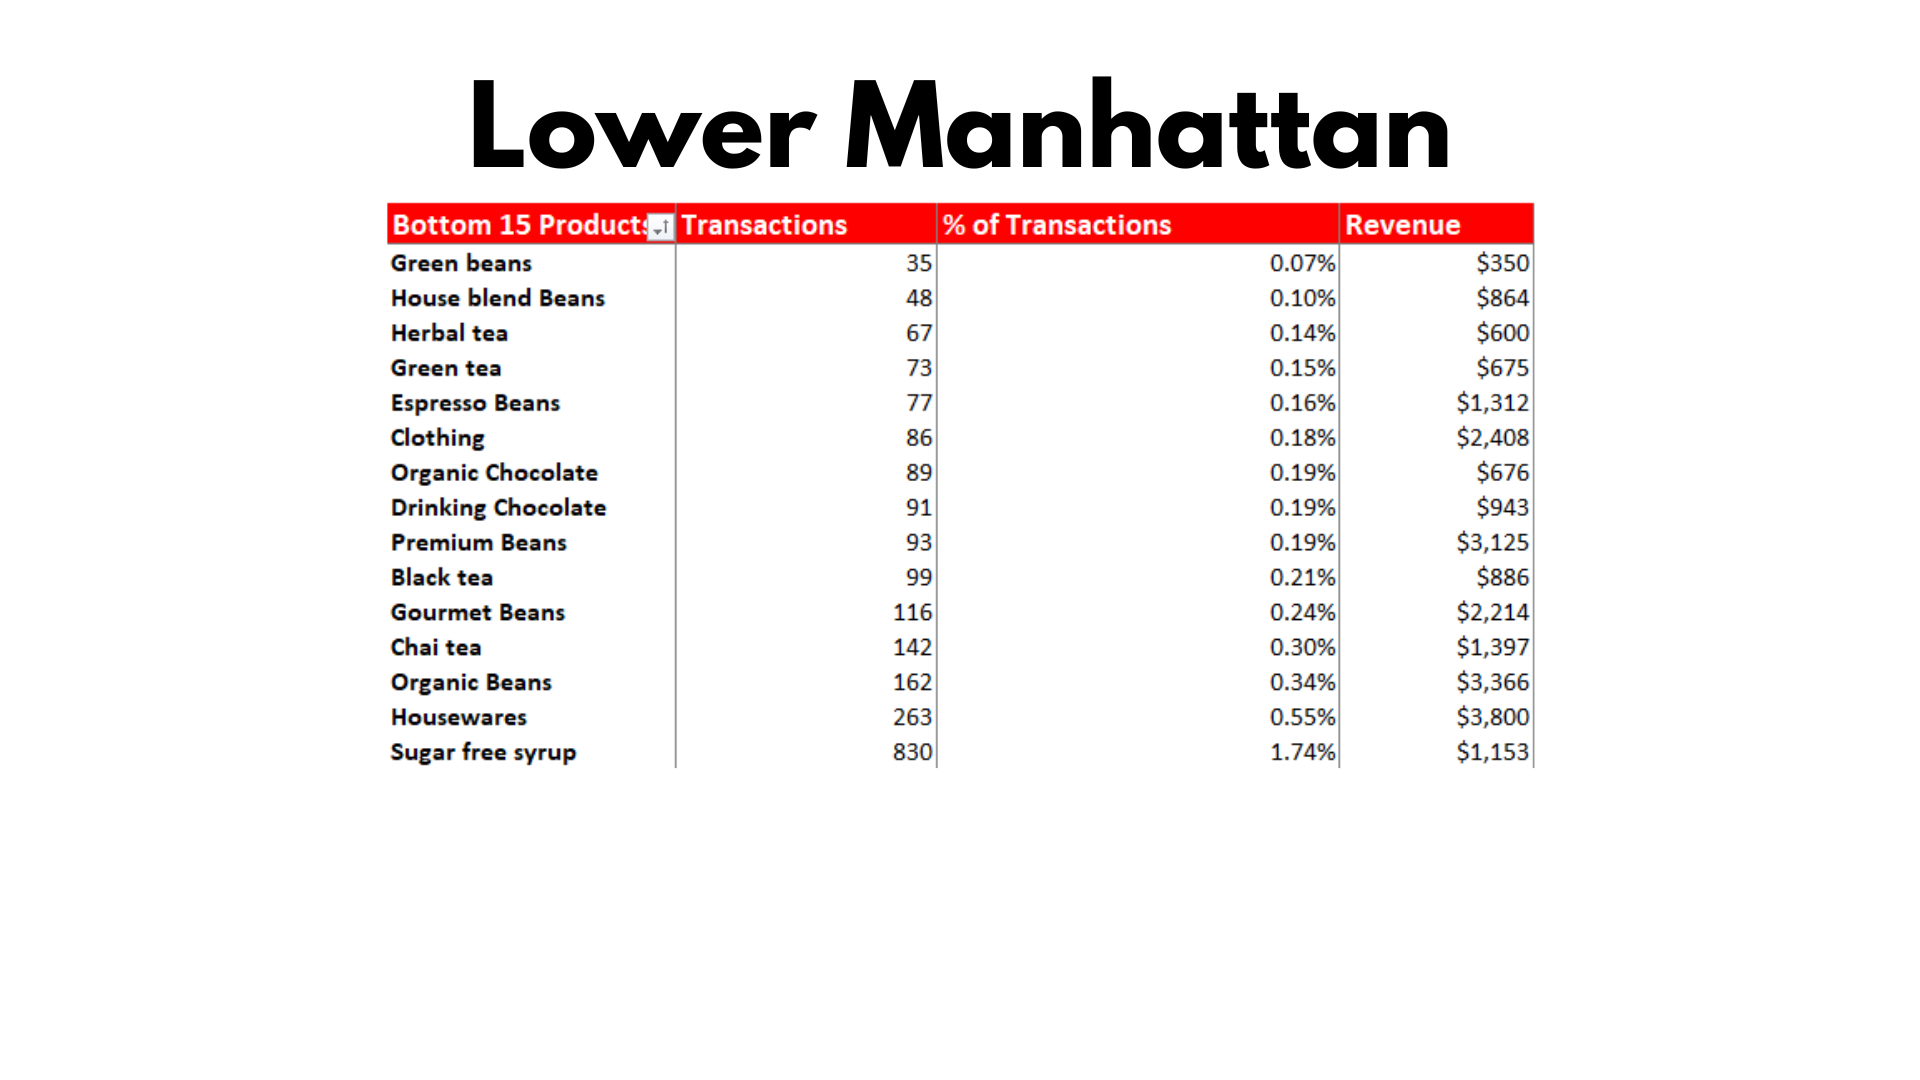 Lower Manhattan
Bottom 15 Products Transactions % of Transactions Revenue
Green beans 35 0.07% $350
House blend Beans 48 0.10% $864
Herbal tea 67 0.14% $600
Green tea 73 0.15% $675
Espresso Beans 77 0.16% $1,312
Clothing 86 0.18% $2,408
Organic Chocolate 89 0.19% $676
Drinking Chocolate 91 0.19% $943
Premium Beans 93 0.19% $3,125
Black tea 99 0.21% $886
Gourmet Beans 116 0.24% $2,214
Chai tea 142 0.30% $1,397
Organic Beans 162 0.34% $3,366
Housewares 263 0.55% $3,800
Sugar free syrup 830 1.74% $1,153